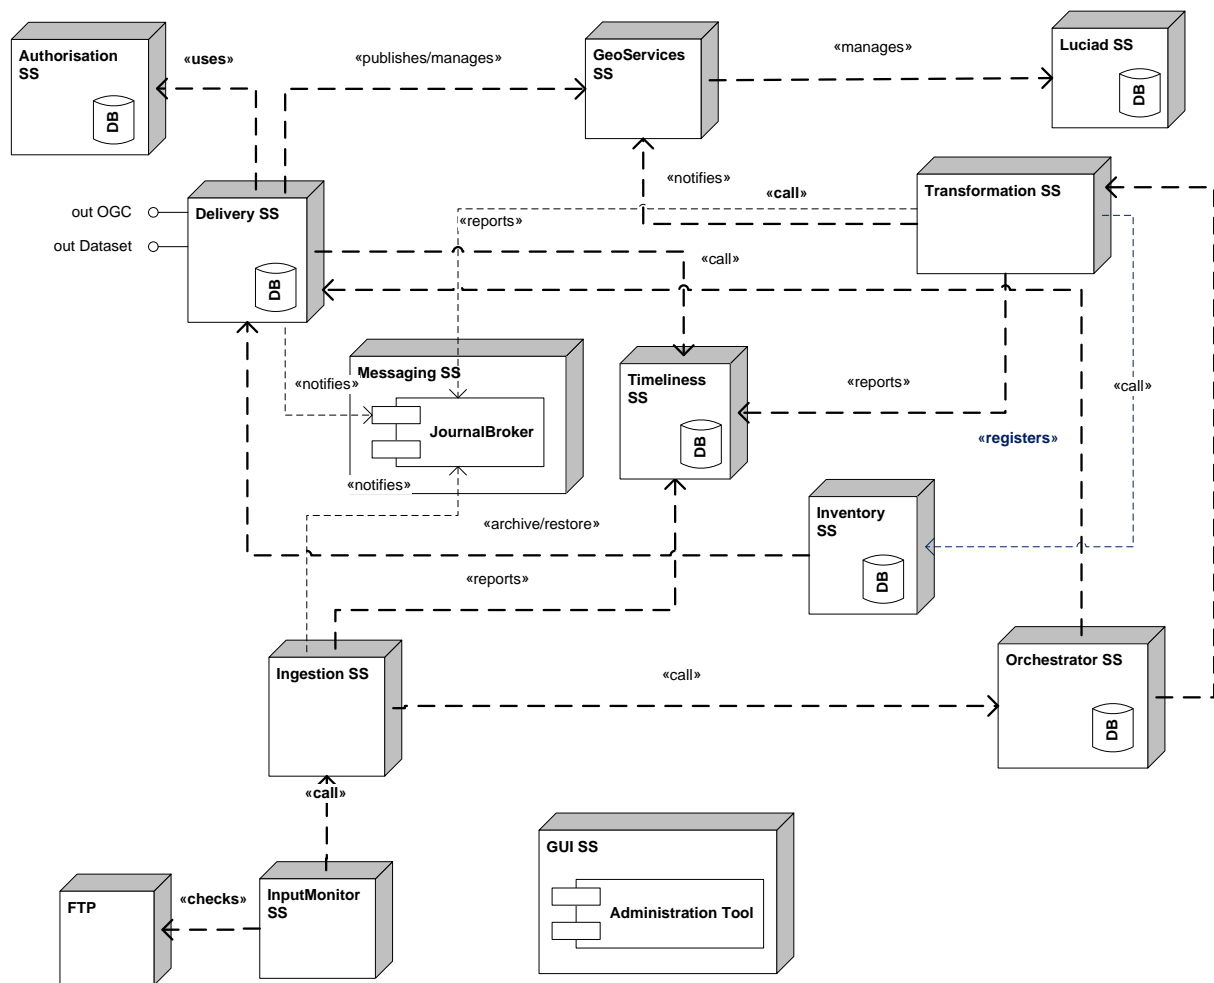 Authorisation
SS
DB
«uses»
«publishes/manages»
GeoServices
SS
«manages»
Luciad SS
DB
out OGC
out Dataset
Delivery SS
DB
«reports»
«notifies»
«call»
Transformation SS
«call»
«notifies»
Messaging SS
JournalBroker
«notifies»
Timeliness
SS
DB
«reports»
«call»
«registers»
«archive/restore»
Inventory
SS
DB
«reports»
Ingestion SS
«call»
Orchestrator SS
DB
«call»
GUI SS
Administration Tool
FTP
«checks»
InputMonitor
SS